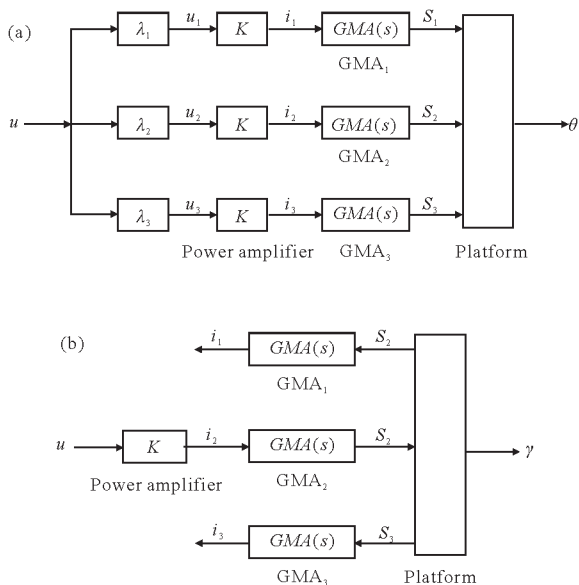 (a)
λ₁ u₁ K i₁ GMA(s) S₁
GMA₁
u λ₂ u₂ K i₂ GMA(s) S₂ θ
GMA₂
λ₃ u₃ K i₃ GMA(s) S₃
Power amplifier GMA₃ Platform
(b)
i₁ GMA(s) S₂
GMA₁
u K i₂ GMA(s) S₂ γ
Power amplifier GMA₂
i₃ GMA(s) S₃
GMA₃ Platform